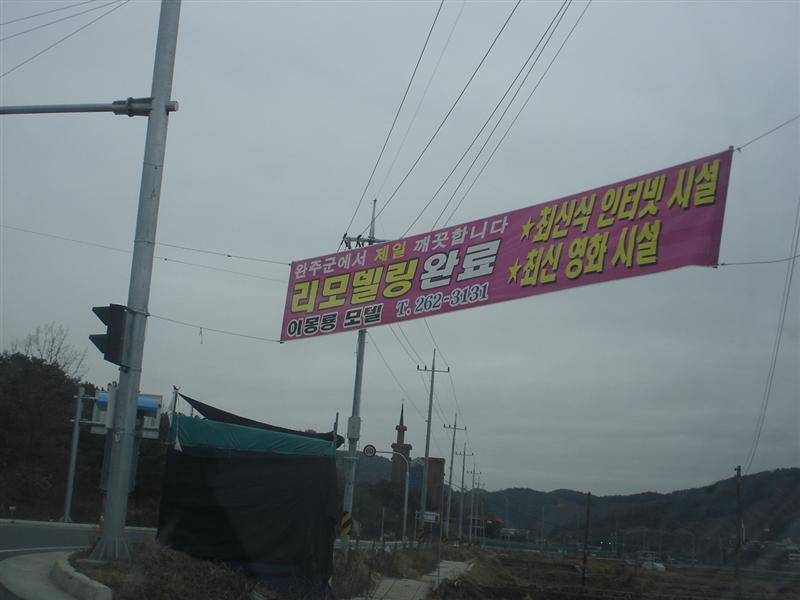 완주군에서 제일 깨끗합니다
리모델링완료
이몽룡 모텔 T. 262-3131
★최신식 인터넷 시설
★최신 영화 시설